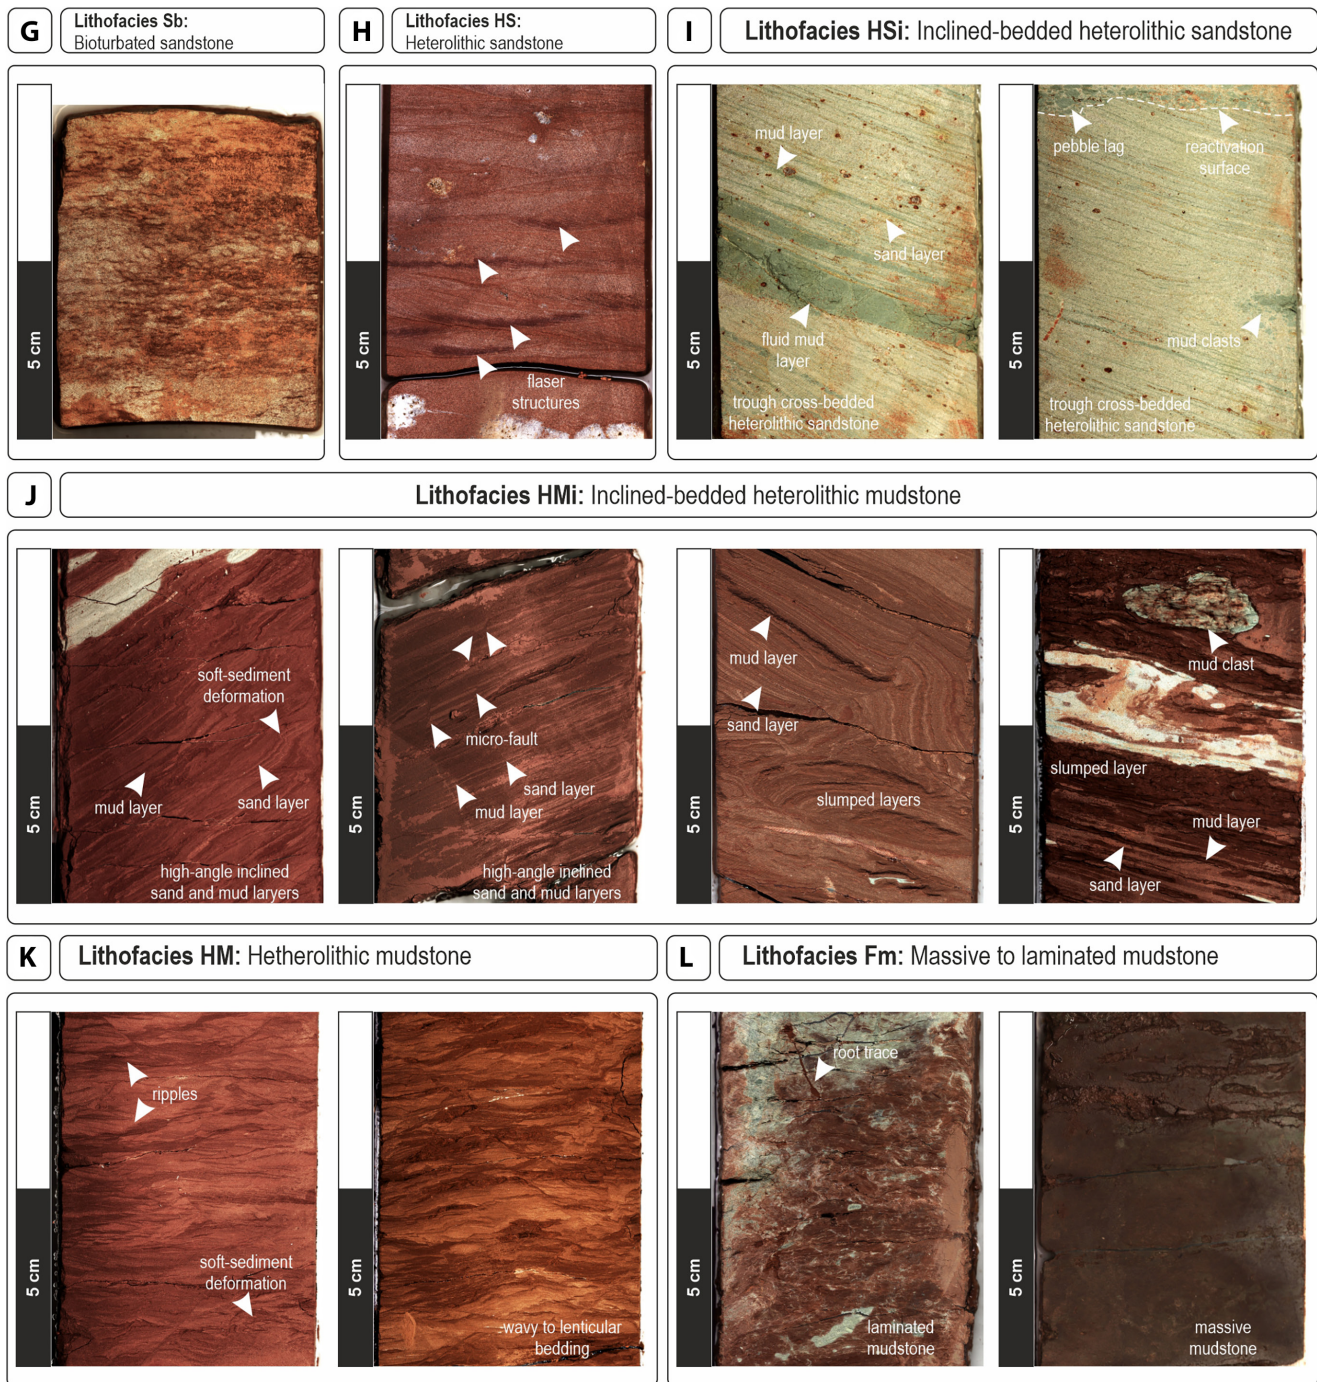 G
Lithofacies Sb:
Bioturbated sandstone
H
Lithofacies HS:
Heterolithic sandstone
I
Lithofacies HSi: Inclined-bedded heterolithic sandstone
5 cm
5 cm
flaser
structures
5 cm
mud layer
sand layer
fluid mud
layer
trough cross-bedded
heterolithic sandstone
5 cm
pebble lag
reactivation
surface
mud clasts
trough cross-bedded
heterolithic sandstone
J
Lithofacies HMi: Inclined-bedded heterolithic mudstone
5 cm
soft-sediment
deformation
mud layer
sand layer
high-angle inclined
sand and mud laryers
5 cm
micro-fault
sand layer
mud layer
high-angle inclined
sand and mud laryers
5 cm
mud layer
sand layer
slumped layers
5 cm
mud clast
slumped layer
mud layer
sand layer
K
Lithofacies HM: Hetherolithic mudstone
L
Lithofacies Fm: Massive to laminated mudstone
5 cm
ripples
soft-sediment
deformation
5 cm
wavy to lenticular
bedding
5 cm
root trace
laminated
mudstone
5 cm
massive
mudstone